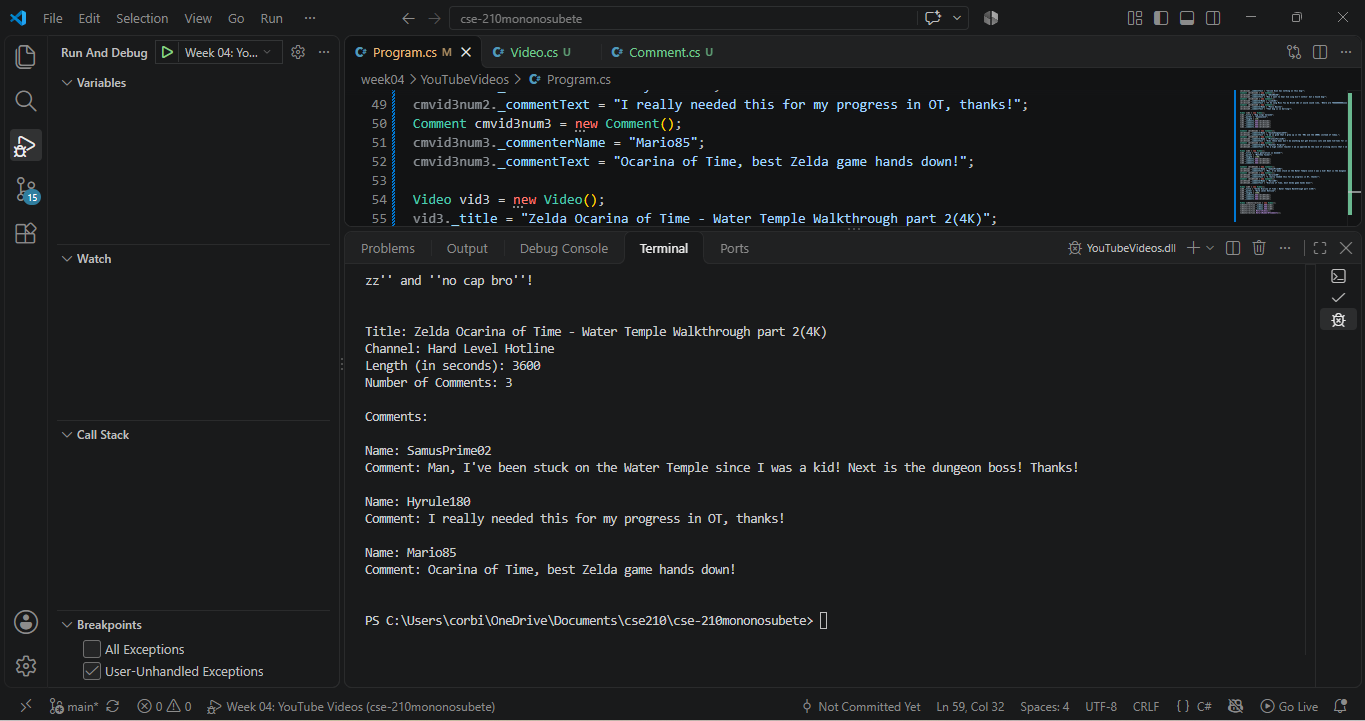 File Edit Selection View Go Run ···
cse-210mononosubete
Run And Debug Week 04: Yo... ···
Program.cs M Video.cs U Comment.cs U ···
Variables
week04 > YouTubeVideos > Program.cs
49 cmvid3num2._commentText = "I really needed this for my progress in OT, thanks!";
50 Comment cmvid3num3 = new Comment();
51 cmvid3num3._commenterName = "Mario85";
52 cmvid3num3._commentText = "Ocarina of Time, best Zelda game hands down!";
53
54 Video vid3 = new Video();
55 vid3._title = "Zelda Ocarina of Time - Water Temple Walkthrough part 2(4K)";
15
Problems Output Debug Console Terminal Ports YouTubeVideos.dll ···
Watch
zz'' and ''no cap bro''!
Title: Zelda Ocarina of Time - Water Temple Walkthrough part 2(4K)
Channel: Hard Level Hotline
Length (in seconds): 3600
Number of Comments: 3
Comments:
Call Stack
Name: SamusPrime02
Comment: Man, I've been stuck on the Water Temple since I was a kid! Next is the dungeon boss! Thanks!
Name: Hyrule180
Comment: I really needed this for my progress in OT, thanks!
Name: Mario85
Comment: Ocarina of Time, best Zelda game hands down!
PS C:\Users\corbi\OneDrive\Documents\cse210\cse-210mononosubete>
Breakpoints
All Exceptions
User-Unhandled Exceptions
main* 0 0 Week 04: YouTube Videos (cse-210mononosubete) Not Committed Yet Ln 59, Col 32 Spaces: 4 UTF-8 CRLF { } C# Go Live